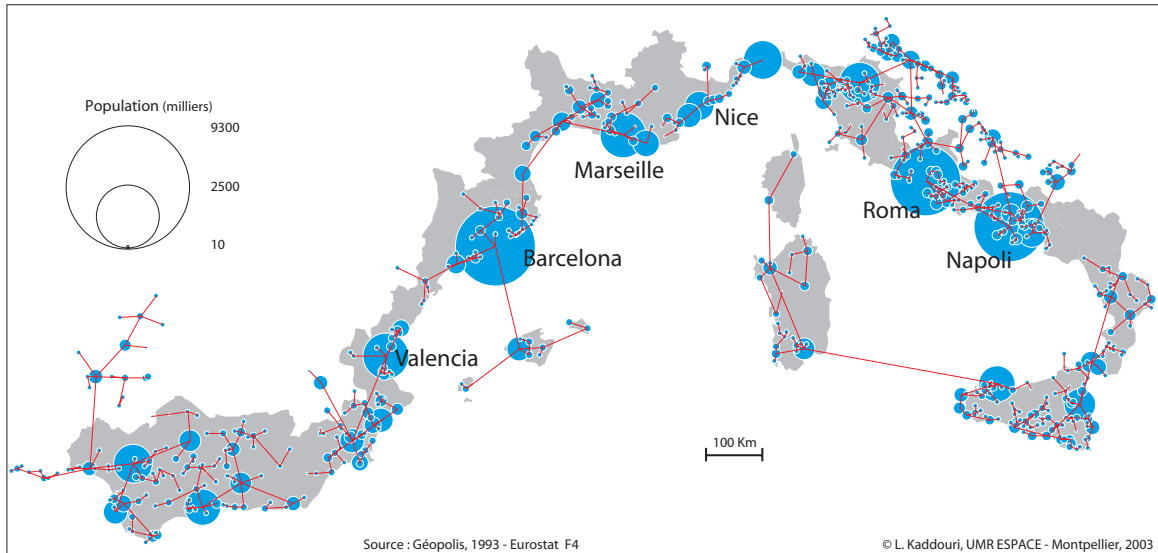 Population (milliers)
9300
2500
10
Nice
Marseille
Roma
Barcelona
Napoli
Valencia
100 Km
Source : Géopolis, 1993 - Eurostat F4
© L. Kaddouri, UMR ESPACE - Montpellier, 2003